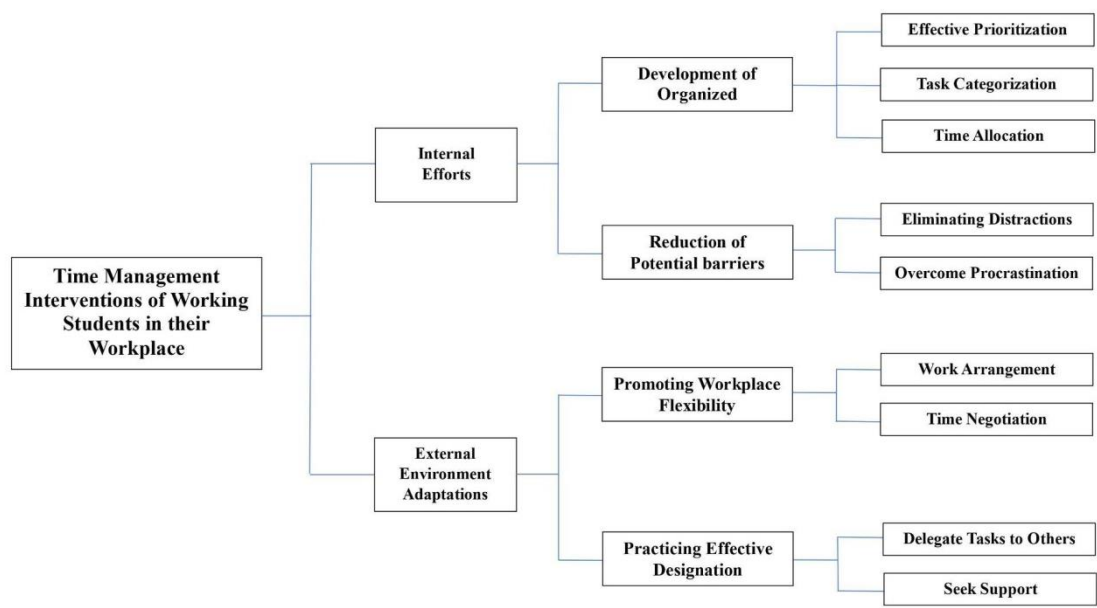 Time Management
Interventions of Working
Students in their
Workplace
Internal
Efforts
Development of
Organized
Effective Prioritization
Task Categorization
Time Allocation
Reduction of
Potential barriers
Eliminating Distractions
Overcome Procrastination
External
Environment
Adaptations
Promoting Workplace
Flexibility
Work Arrangement
Time Negotiation
Practicing Effective
Designation
Delegate Tasks to Others
Seek Support